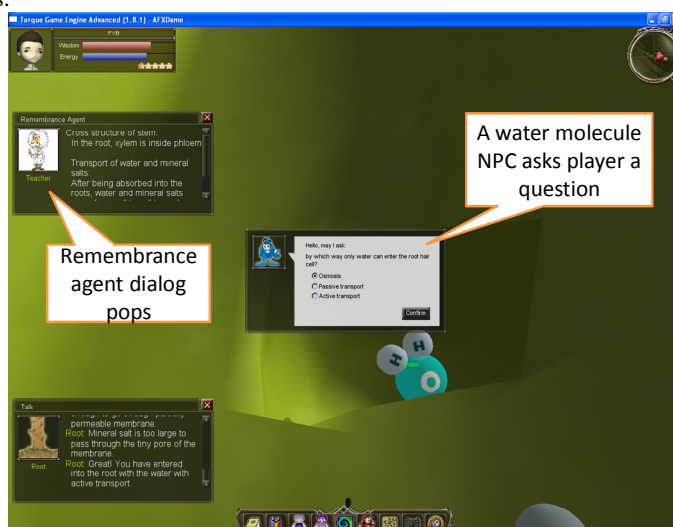 s.
Torque Game Engine Advanced (1.8.1) - AFXDemo
FYB
Wisdom
Energy
Remembrance Agent
Cross structure of stem:
In the root, xylem is inside phloem
Transport of water and mineral
salts.
After being absorbed into the
roots, water and mineral salts
Teacher
A water molecule
NPC asks player a
question
Remembrance
agent dialog
pops
Hello, may I ask:
by which way only water can enter the root hair
cell?
Osmosis
Passive transport
Active transport
Confirm
H
H
O
Talk
permeable membrane.
Root: Mineral salt is too large to
pass through the tiny pore of the
membrane.
Root: Great! You have entered
into the root with the water with
active transport.
Root